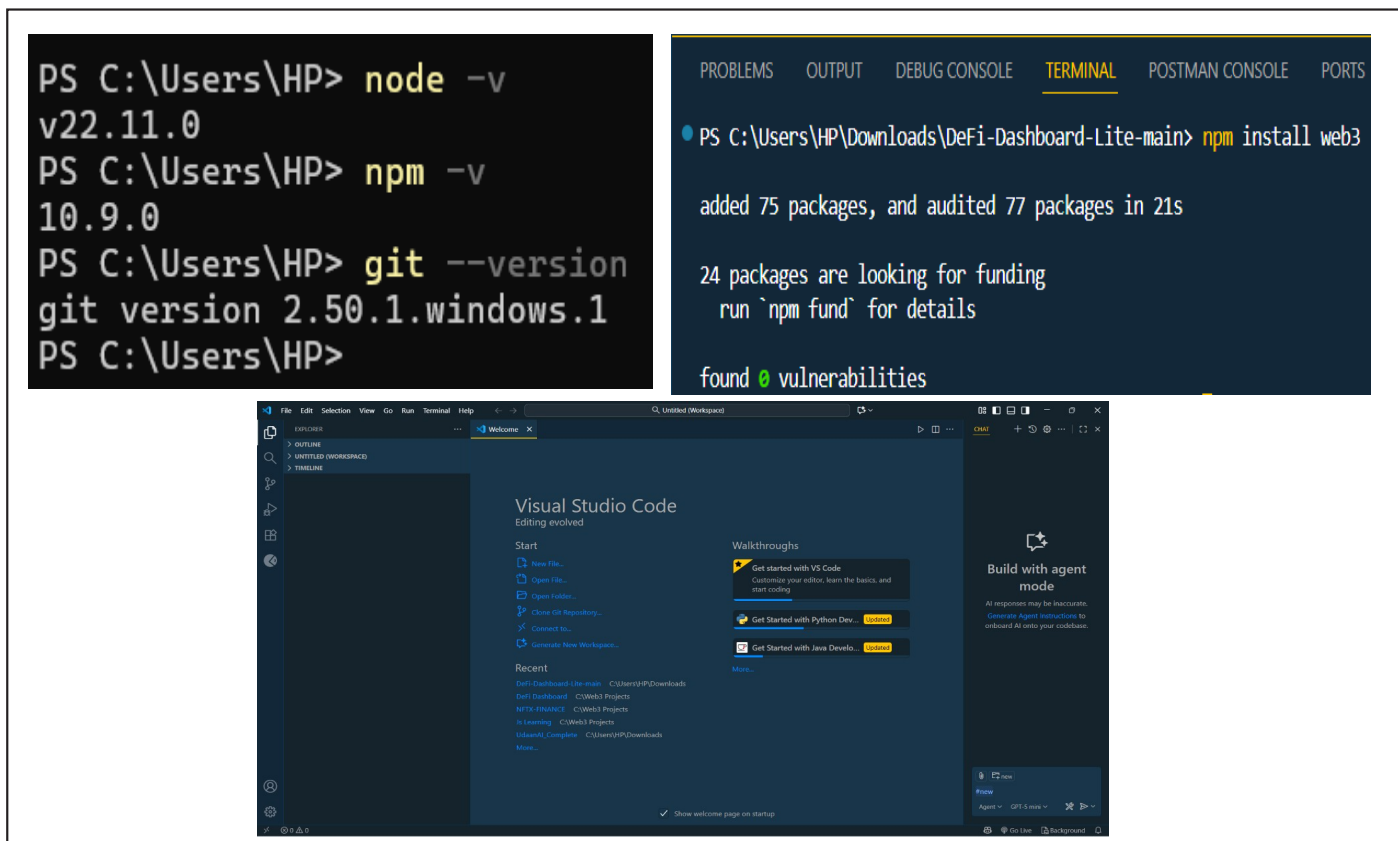 PS C:\Users\HP> node -v
v22.11.0
PS C:\Users\HP> npm -v
10.9.0
PS C:\Users\HP> git --version
git version 2.50.1.windows.1
PS C:\Users\HP>
PROBLEMS OUTPUT DEBUG CONSOLE TERMINAL POSTMAN CONSOLE PORTS
PS C:\Users\HP\Downloads\DeFi-Dashboard-Lite-main> npm install web3
added 75 packages, and audited 77 packages in 21s
24 packages are looking for funding
run `npm fund` for details
found 0 vulnerabilities
File Edit Selection View Go Run Terminal Help Untitled (Workspace)
EXPLORER
OUTLINE
UNTITLED (WORKSPACE)
TIMELINE
Welcome
Visual Studio Code
Editing evolved
Start
New File...
Open File...
Open Folder...
Clone Git Repository...
Connect to...
Generate New Workspace...
Recent
DeFi-Dashboard-Lite-main C:\Users\HP\Downloads
DeFi Dashboard C:\Web3 Projects
NFTX-FINANCE C:\Web3 Projects
Js Learning C:\Web3 Projects
UdaanAI_Complete C:\Users\HP\Downloads
More...
Walkthroughs
Get started with VS Code
Customize your editor, learn the basics, and
start coding
Get Started with Python Dev... Updated
Get Started with Java Develo... Updated
More...
Show welcome page on startup
CHAT
Build with agent
mode
AI responses may be inaccurate.
Generate Agent Instructions to
onboard AI onto your codebase.
new
#new
Agent GPT-5 mini
0 0
Go Live Background